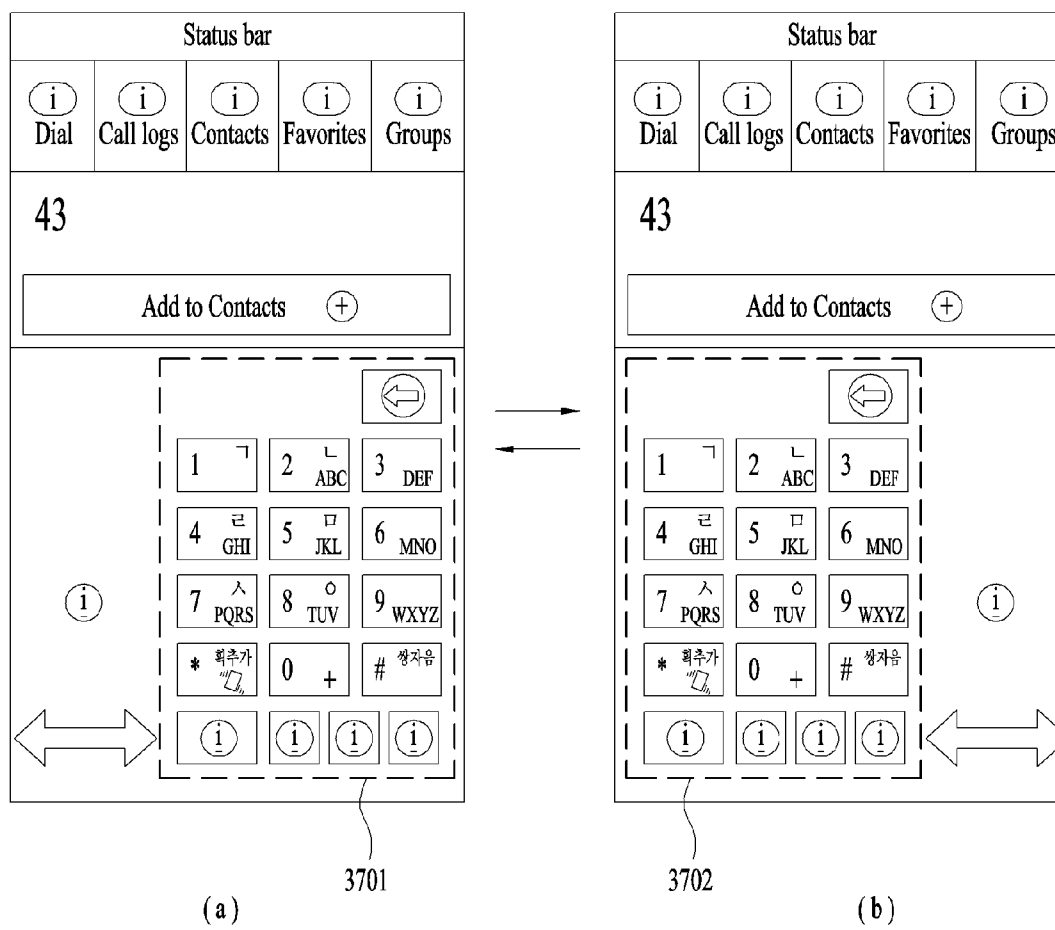 Status bar
i i i i i
Dial Call logs Contacts Favorites Groups
43
Add to Contacts +
1 ㄱ 2 ㄴ ABC 3 DEF
4 ㄹ GHI 5 ㅁ JKL 6 MNO
i
7 ㅅ PQRS 8 ㅇ TUV 9 WXYZ
* 획추가 0 + # 쌍자음
i i i i
3701
(a)
Status bar
i i i i i
Dial Call logs Contacts Favorites Groups
43
Add to Contacts +
1 ㄱ 2 ㄴ ABC 3 DEF
4 ㄹ GHI 5 ㅁ JKL 6 MNO
7 ㅅ PQRS 8 ㅇ TUV 9 WXYZ
i
* 획추가 0 + # 쌍자음
i i i i
3702
(b)